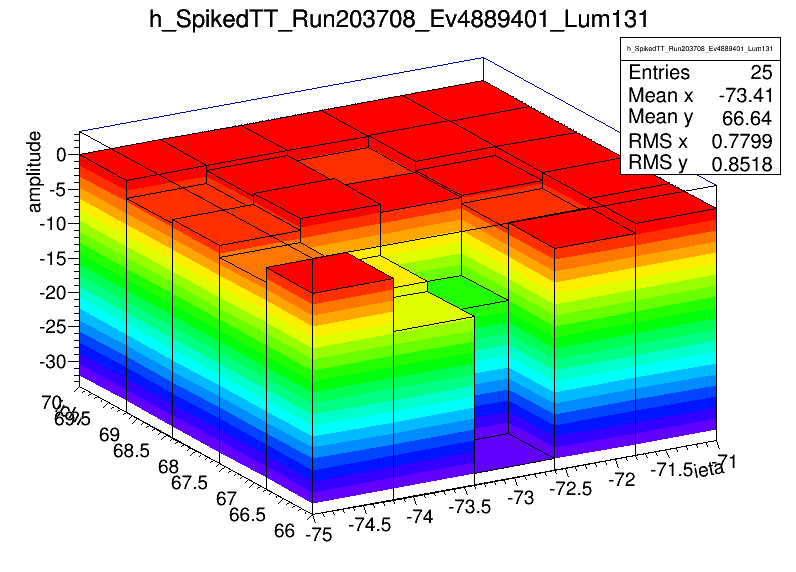 h_SpikedTT_Run203708_Ev4889401_Lum131
h_SpikedTT_Run203708_Ev4889401_Lum131
Entries 25
Mean x -73.41
Mean y 66.64
RMS x 0.7799
RMS y 0.8518
amplitude
0
-5
-10
-15
-20
-25
-30
70
69.5
69
68.5
68
67.5
67
66.5
66
-75
-74.5
-74
-73.5
-73
-72.5
-72
-71.5
-71
ieta